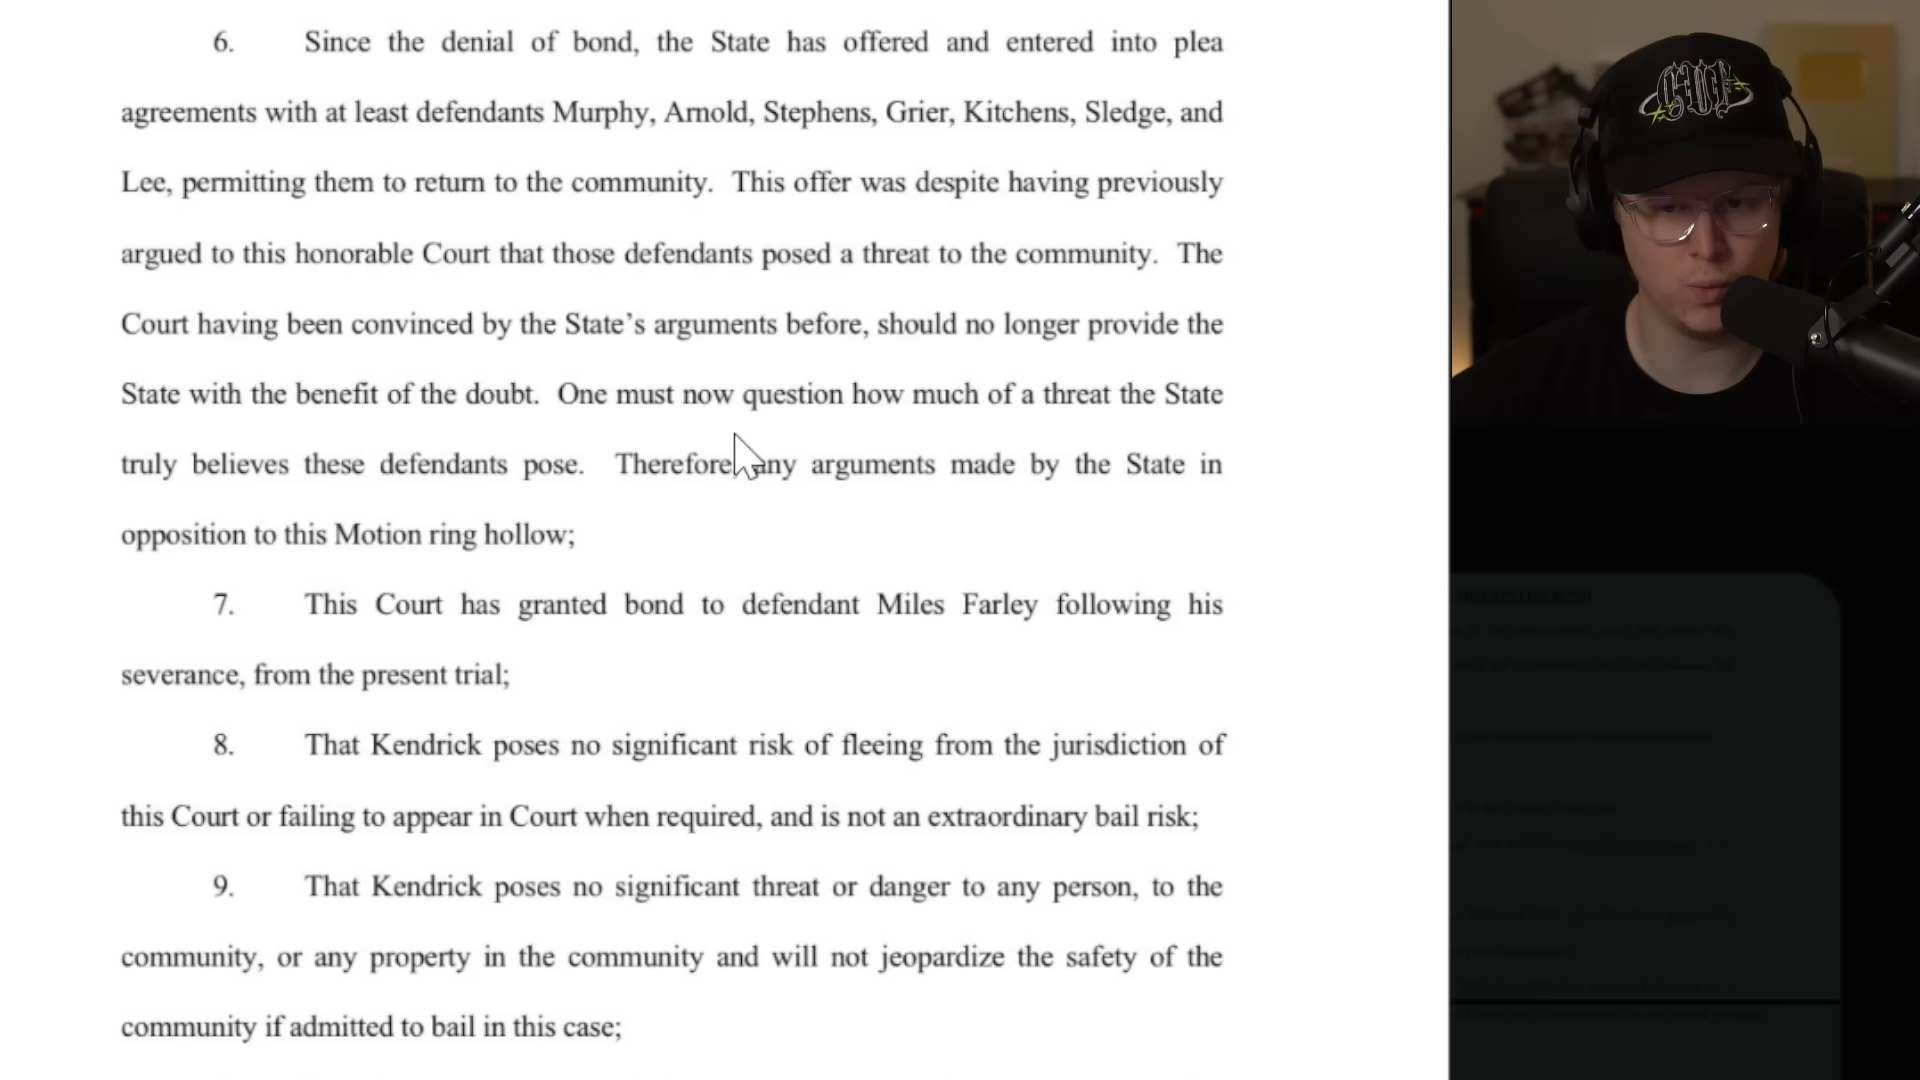 6. Since the denial of bond, the State has offered and entered into plea
agreements with at least defendants Murphy, Arnold, Stephens, Grier, Kitchens, Sledge, and
Lee, permitting them to return to the community. This offer was despite having previously
argued to this honorable Court that those defendants posed a threat to the community. The
Court having been convinced by the State’s arguments before, should no longer provide the
State with the benefit of the doubt. One must now question how much of a threat the State
truly believes these defendants pose. Therefore, any arguments made by the State in
opposition to this Motion ring hollow;
7. This Court has granted bond to defendant Miles Farley following his
severance, from the present trial;
8. That Kendrick poses no significant risk of fleeing from the jurisdiction of
this Court or failing to appear in Court when required, and is not an extraordinary bail risk;
9. That Kendrick poses no significant threat or danger to any person, to the
community, or any property in the community and will not jeopardize the safety of the
community if admitted to bail in this case;